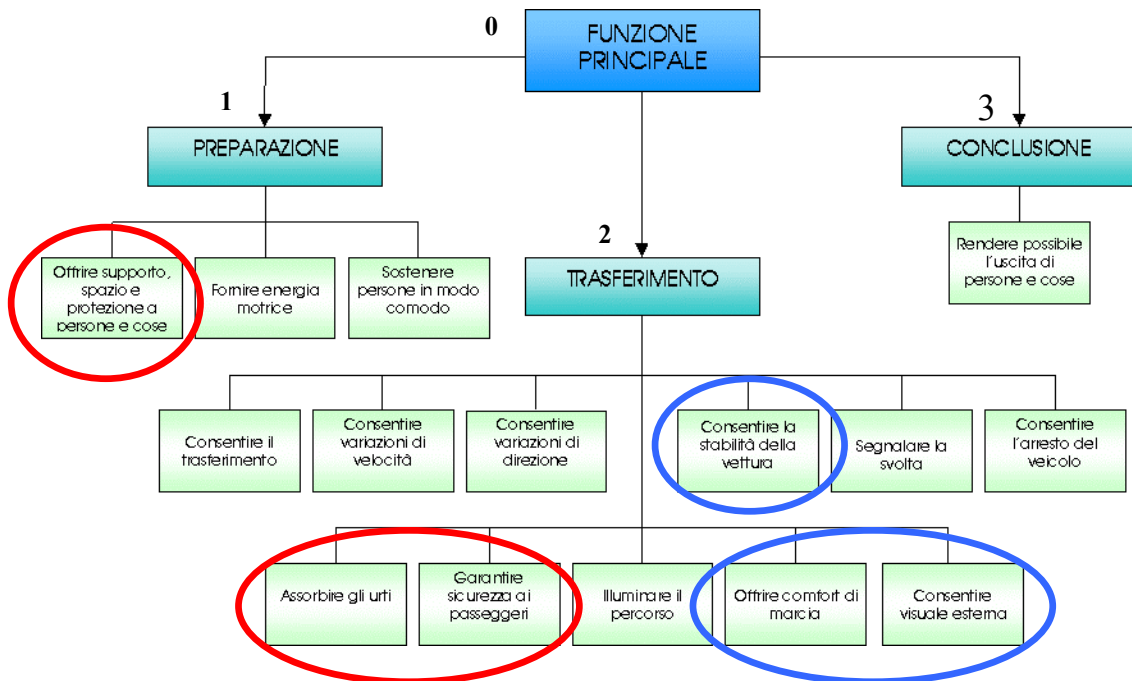 0
FUNZIONE
PRINCIPALE
1
PREPARAZIONE
3
CONCLUSIONE
2
TRASFERIMENTO
Offrire supporto,
spazio e
protezione a
persone e cose
Fornire energia
motrice
Sostenere
persone in modo
comodo
Rendere possibile
l'uscita di
persone e cose
Consentire il
trasferimento
Consentire
variazioni di
velocità
Consentire
variazioni di
direzione
Consentire la
stabilità della
vettura
Segnalare la
svolta
Consentire
l'arresto del
veicolo
Assorbire gli urti
Garantire
sicurezza ai
passeggeri
Illuminare il
percorso
Offrire comfort di
marcia
Consentire
visuale esterna